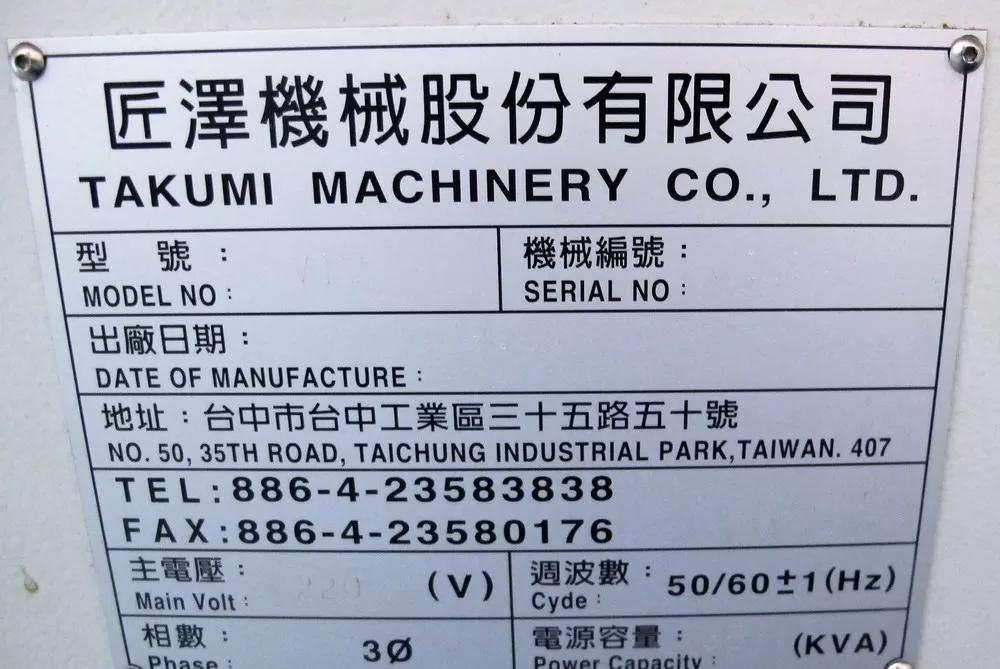 匠澤機械股份有限公司
TAKUMI MACHINERY CO., LTD.
型 號：
MODEL NO：
機械編號：
SERIAL NO：
出廠日期：
DATE OF MANUFACTURE：
地址：台中市台中工業區三十五路五十號
NO. 50, 35TH ROAD, TAICHUNG INDUSTRIAL PARK,TAIWAN. 407
TEL:886-4-23583838
FAX:886-4-23580176
主電壓： 220 (V)
Main Volt：
週波數： 50/60±1(Hz)
Cyde：
相數： 3Ø
Phase：
電源容量： (KVA)
Power Capacity：